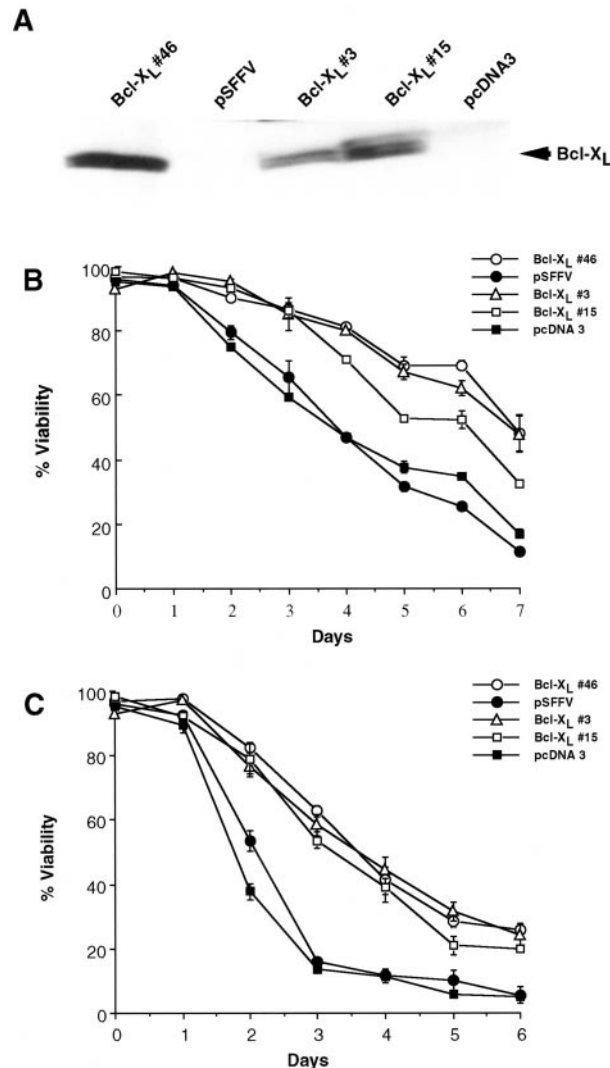 A
Bcl-XL#46
pSFFV
Bcl-XL#3
Bcl-XL#15
pcDNA3
Bcl-XL
B
100
80
60
40
20
0
% Viability
0 1 2 3 4 5 6 7
Days
Bcl-XL #46
pSFFV
Bcl-XL #3
Bcl-XL #15
pcDNA 3
C
100
80
60
40
20
0
% Viability
0 1 2 3 4 5 6
Days
Bcl-XL #46
pSFFV
Bcl-XL #3
Bcl-XL #15
pcDNA 3